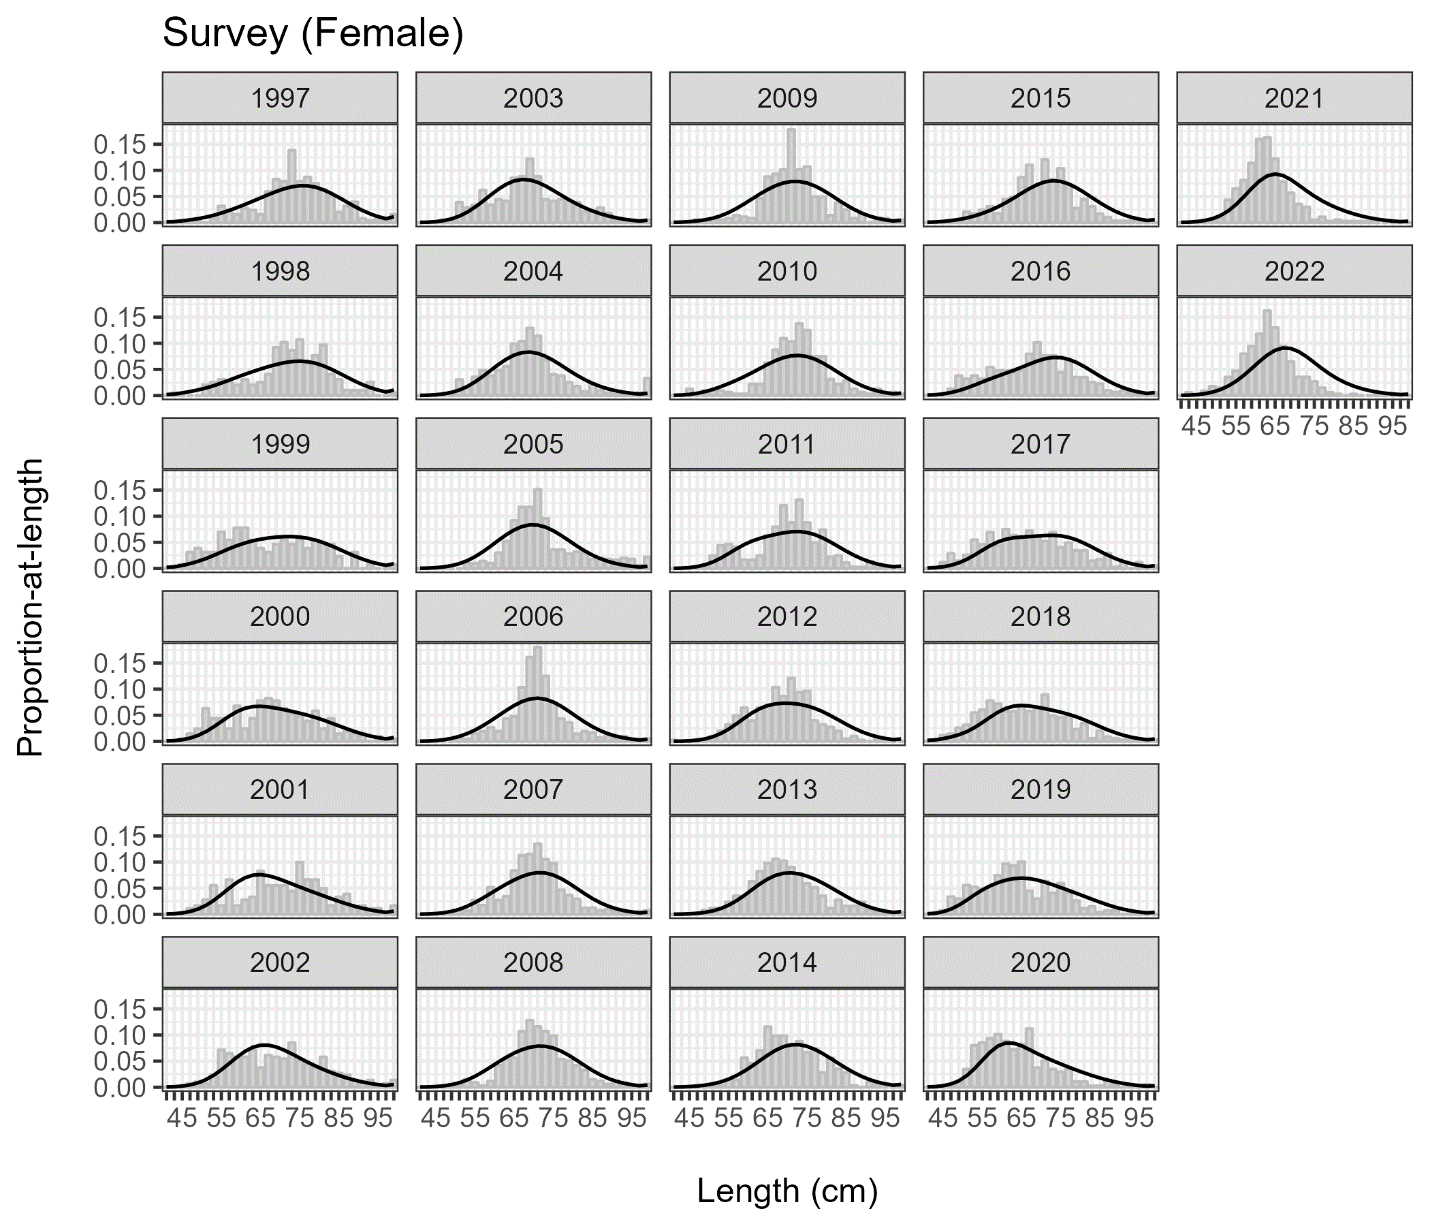 Survey (Female)
1997 2003 2009 2015 2021
0.15
0.10
0.05
0.00
1998 2004 2010 2016 2022
0.15
0.10
0.05
0.00
45 55 65 75 85 95
1999 2005 2011 2017
0.15
0.10
0.05
0.00
2000 2006 2012 2018
0.15
0.10
0.05
0.00
2001 2007 2013 2019
0.15
0.10
0.05
0.00
2002 2008 2014 2020
0.15
0.10
0.05
0.00
45 55 65 75 85 95 45 55 65 75 85 95 45 55 65 75 85 95 45 55 65 75 85 95
Proportion-at-length
Length (cm)